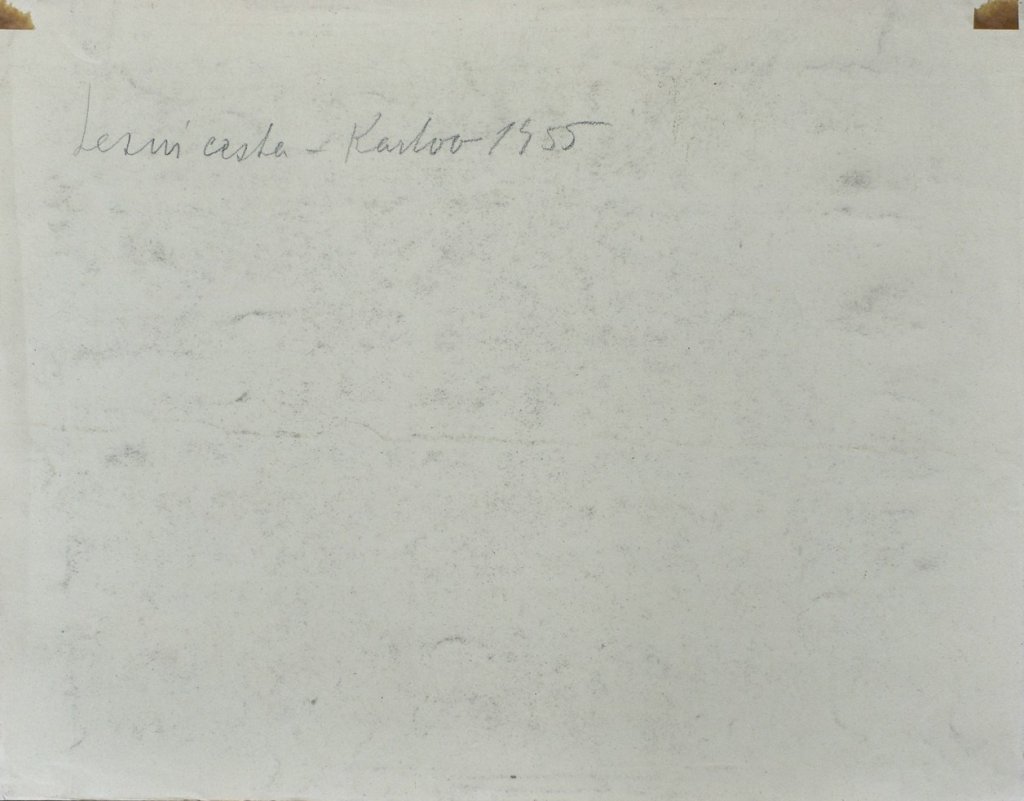 Lesní cesta - Karlov 1955